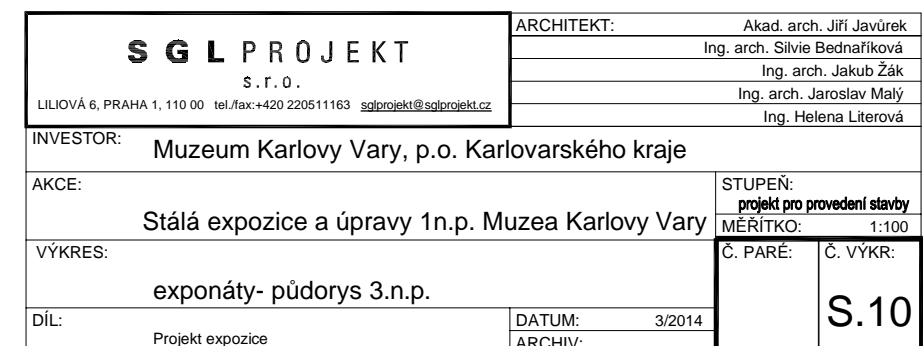 SGL PROJEKT
s.r.o.
LILIOVÁ 6, PRAHA 1, 110 00 tel./fax:+420 220511163 sglprojekt@sglprojekt.cz
ARCHITEKT: Akad. arch. Jiří Javůrek
Ing. arch. Silvie Bednaříková
Ing. arch. Jakub Žák
Ing. arch. Jaroslav Malý
Ing. Helena Literová
INVESTOR:
Muzeum Karlovy Vary, p.o. Karlovarského kraje
AKCE:
Stálá expozice a úpravy 1n.p. Muzea Karlovy Vary
STUPEŇ:
projekt pro provedení stavby
MĚŘÍTKO: 1:100
VÝKRES:
exponáty- půdorys 3.n.p.
Č. PARÉ:
Č. VÝKR:
S.10
DÍL:
Projekt expozice
DATUM: 3/2014
ARCHIV: